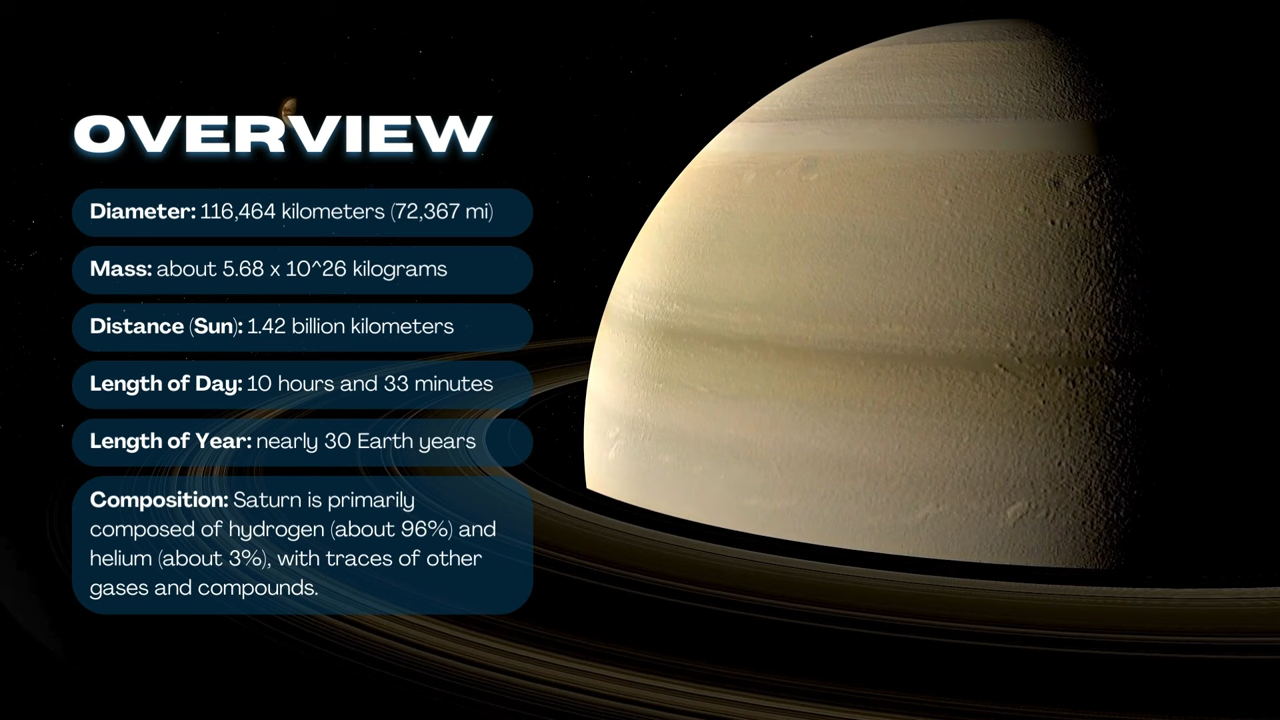 OVERVIEW
Diameter: 116,464 kilometers (72,367 mi)
Mass: about 5.68 x 10^26 kilograms
Distance (Sun): 1.42 billion kilometers
Length of Day: 10 hours and 33 minutes
Length of Year: nearly 30 Earth years
Composition: Saturn is primarily
composed of hydrogen (about 96%) and
helium (about 3%), with traces of other
gases and compounds.